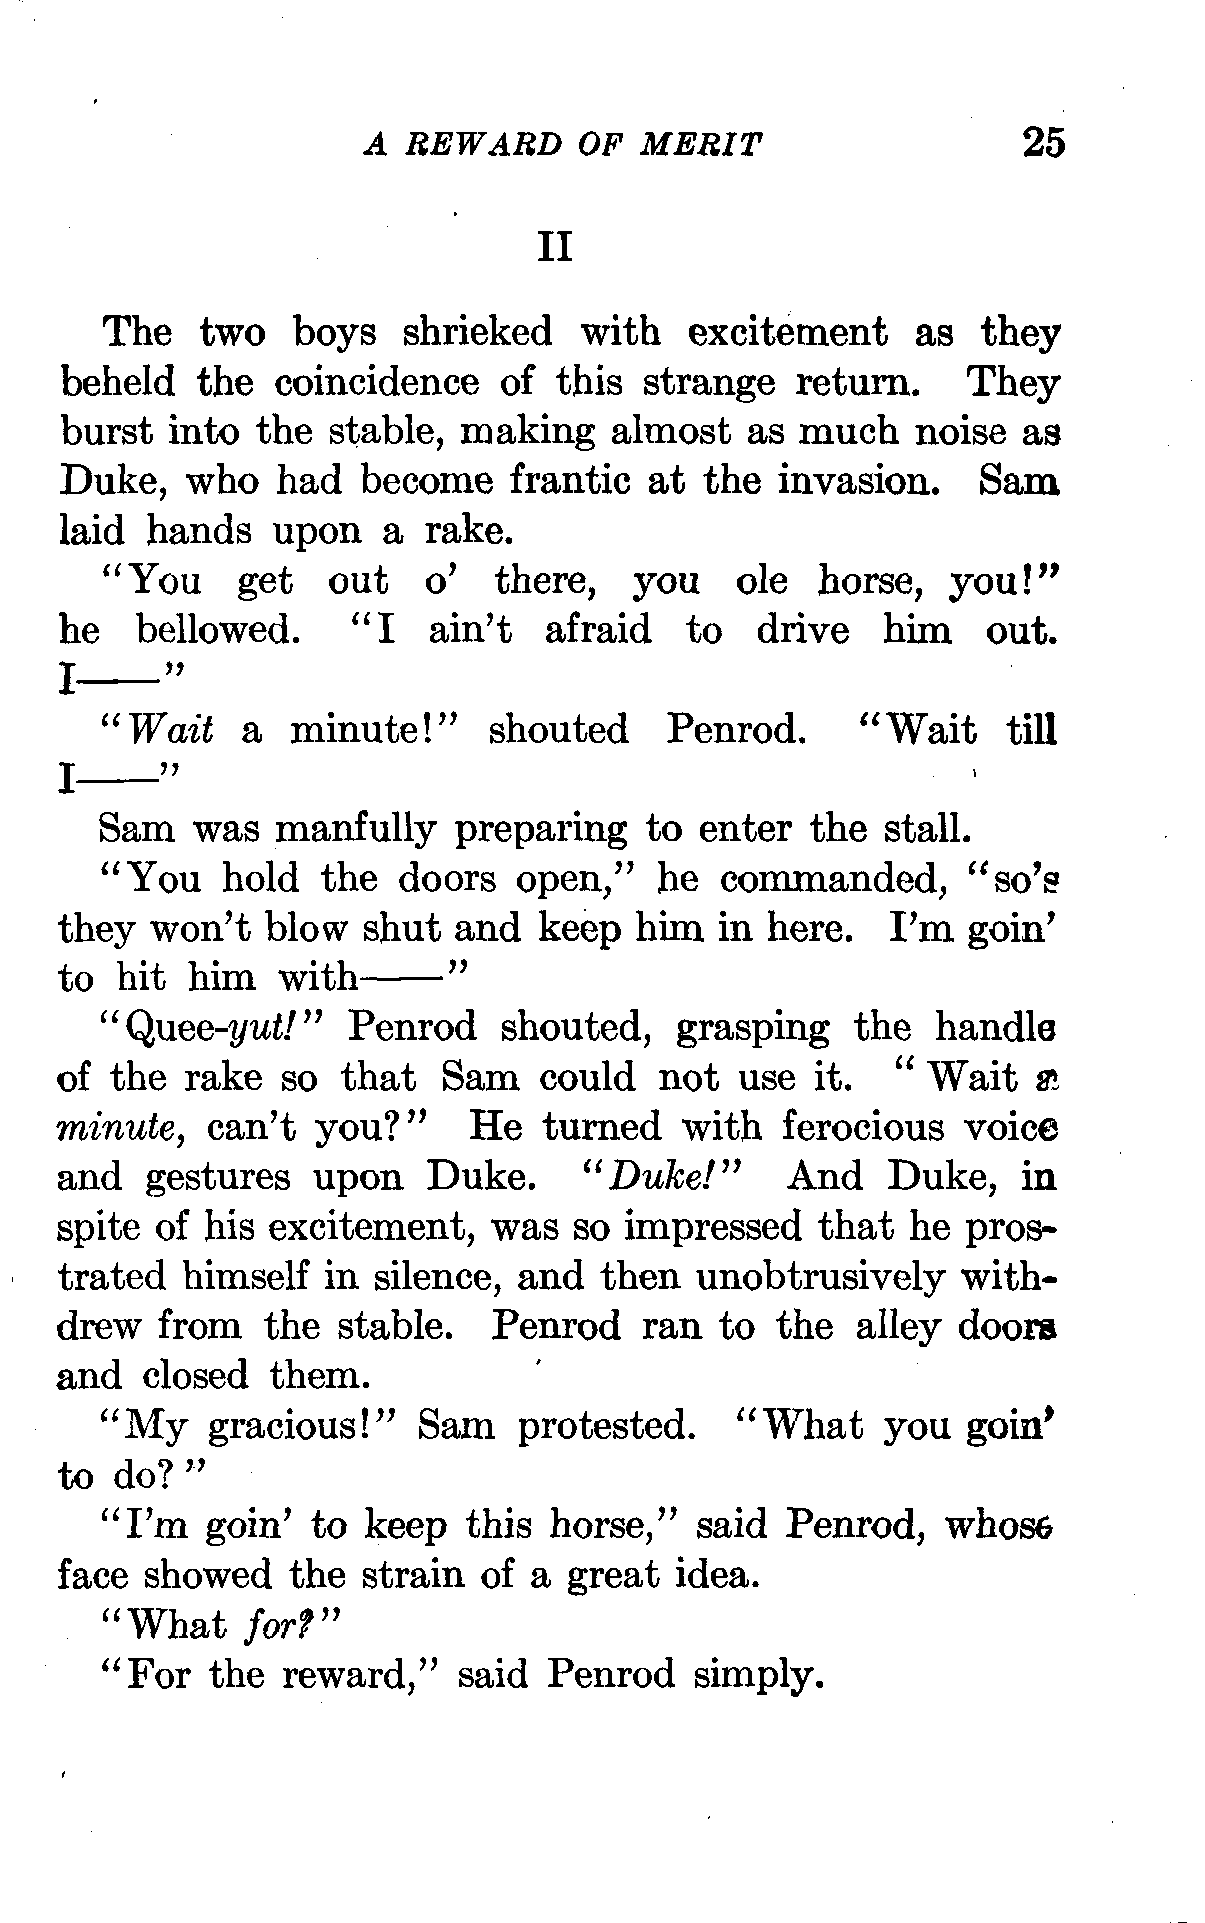 A REWARD OF MERIT 25
II
The two boys shrieked with excitement as they
beheld the coincidence of this strange return. They
burst into the stable, making almost as much noise as
Duke, who had become frantic at the invasion. Sam
laid hands upon a rake.
“You get out o’ there, you ole horse, you!”
he bellowed. “I ain’t afraid to drive him out.
I——”
“Wait a minute!” shouted Penrod. “Wait till
I——”
Sam was manfully preparing to enter the stall.
“You hold the doors open,” he commanded, “so’s
they won’t blow shut and keep him in here. I’m goin’
to hit him with——”
“Quee-yut!” Penrod shouted, grasping the handle
of the rake so that Sam could not use it. “Wait a
minute, can’t you?” He turned with ferocious voice
and gestures upon Duke. “Duke!” And Duke, in
spite of his excitement, was so impressed that he pros-
trated himself in silence, and then unobtrusively with-
drew from the stable. Penrod ran to the alley doors
and closed them.
“My gracious!” Sam protested. “What you goin’
to do?”
“I’m goin’ to keep this horse,” said Penrod, whose
face showed the strain of a great idea.
“What for?”
“For the reward,” said Penrod simply.